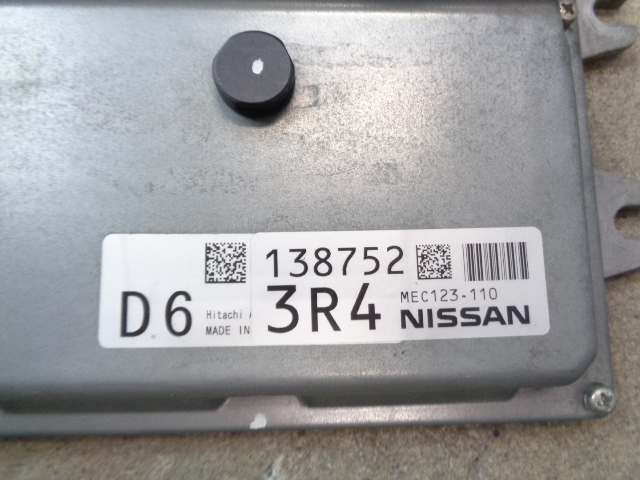 138752
D6 Hitachi A 3R4 MEC123-110
MADE IN NISSAN